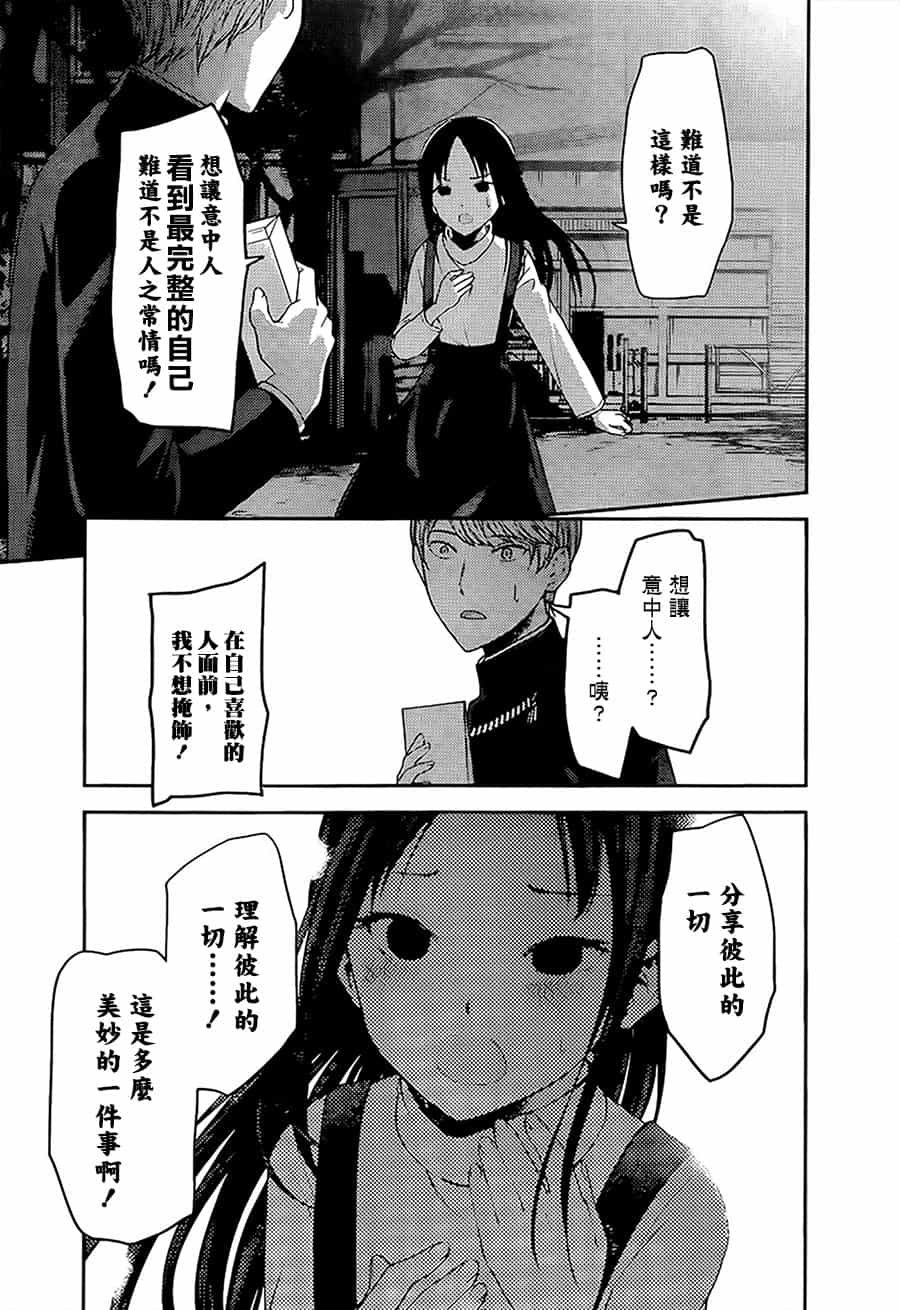 難道不是
這樣嗎？
想讓意中人
看到最完整的自己
難道不是人之常情嗎！
想讓
意中人……？
……咦？
在自己喜歡的
人面前，
我不想掩飾！
分享彼此的
一切
理解彼此的
一切……！
這是多麼
美妙的一件事啊！